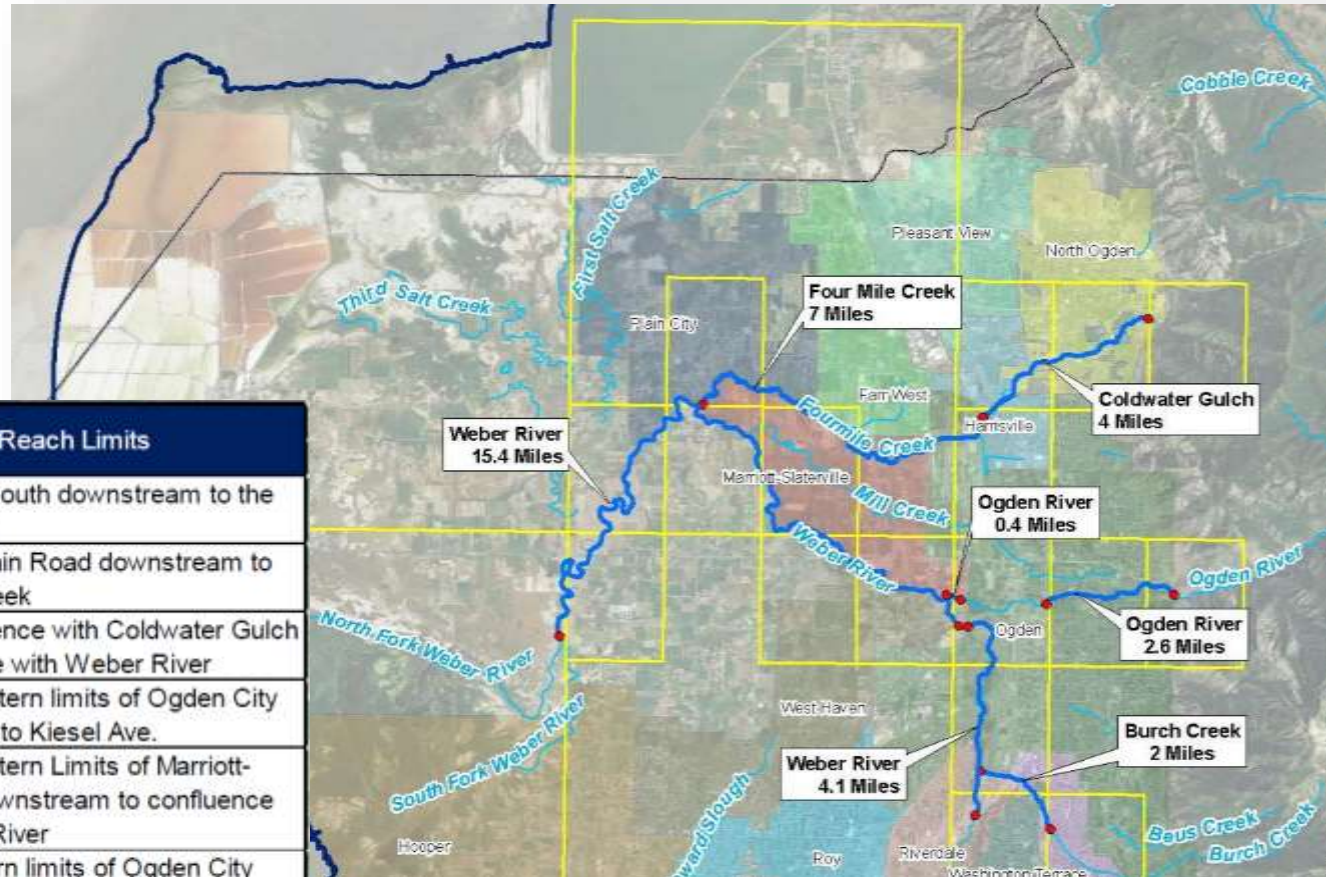 Cobble Creek
First Salt Creek
Pleasant View
North Ogden
Third Salt Creek
Four Mile Creek
7 Miles
Plain City
Coldwater Gulch
4 Miles
Farr West
Fourmile Creek
Harrisville
Weber River
15.4 Miles
Marriott-Slaterville
Mill Creek
Ogden River
0.4 Miles
Weber River
Ogden River
Ogden
Ogden River
2.6 Miles
North Fork Weber River
West Haven
Burch Creek
2 Miles
Weber River
4.1 Miles
South Fork Weber River
Beus Creek
Burch Creek
Hooper
Roy
Riverdale
Washington Terrace
Reach Limits
outh downstream to the
ain Road downstream to
eek
ence with Coldwater Gulch
e with Weber River
tern limits of Ogden City
to Kiesel Ave.
tern Limits of Marriott-
wnstream to confluence
River
rn limits of Ogden City